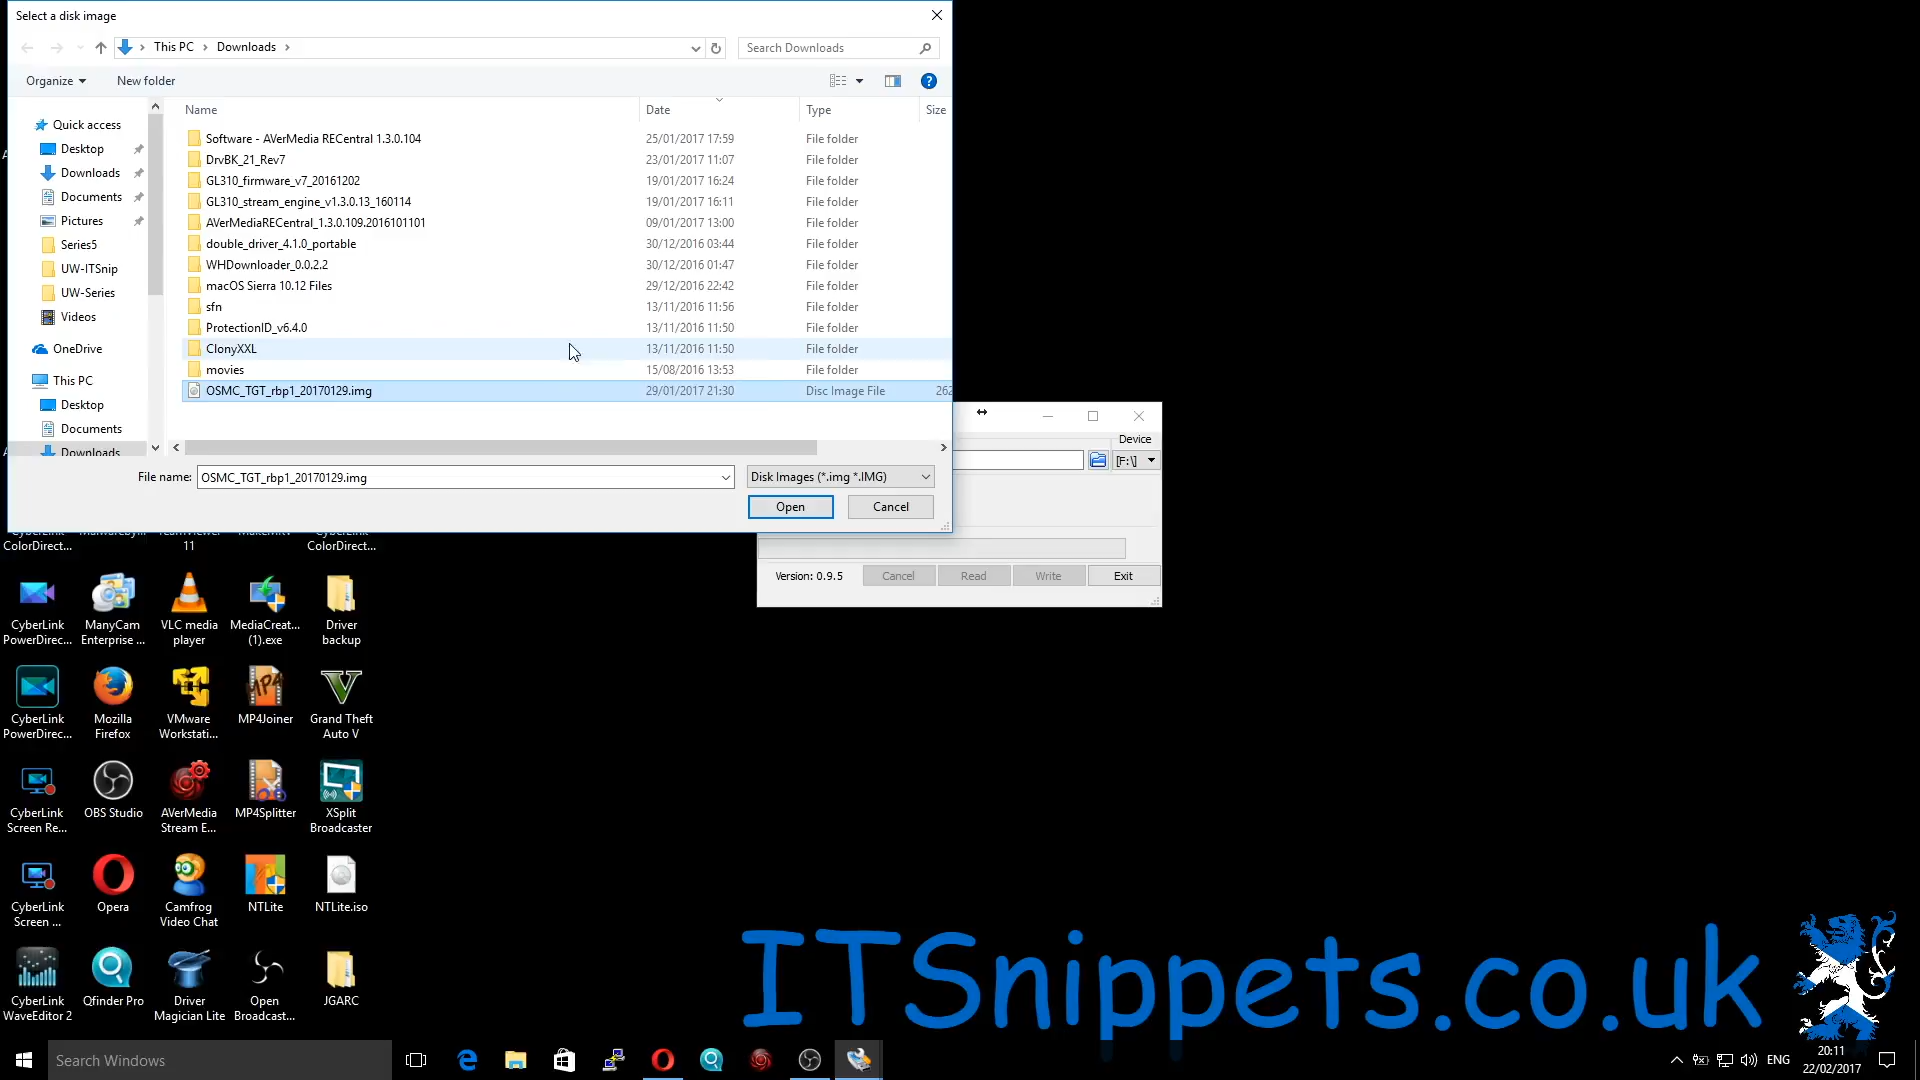 Select a disk image
This PC > Downloads >
Search Downloads
Organize
New folder
Name
Date
Type
Size
Quick access
Desktop
Downloads
Documents
Pictures
Series5
UW-ITSnip
UW-Series
Videos
OneDrive
This PC
Desktop
Documents
Downloads
Software - AVerMedia RECentral 1.3.0.104 25/01/2017 17:59 File folder
DrvBK_21_Rev7 23/01/2017 11:07 File folder
GL310_firmware_v7_20161202 19/01/2017 16:24 File folder
GL310_stream_engine_v1.3.0.13_160114 19/01/2017 16:11 File folder
AVerMediaRECentral_1.3.0.109.2016101101 09/01/2017 13:00 File folder
double_driver_4.1.0_portable 30/12/2016 03:44 File folder
WHDownloader_0.0.2.2 30/12/2016 01:47 File folder
macOS Sierra 10.12 Files 29/12/2016 22:42 File folder
sfn 13/11/2016 11:56 File folder
ProtectionID_v6.4.0 13/11/2016 11:50 File folder
ClonyXXL 13/11/2016 11:50 File folder
movies 15/08/2016 13:53 File folder
OSMC_TGT_rbp1_20170129.img 29/01/2017 21:30 Disc Image File 262
File name: OSMC_TGT_rbp1_20170129.img
Disk Images (*.img *.IMG)
Open
Cancel
Device
[F:\]
Version: 0.9.5
Cancel
Read
Write
Exit
ColorDirect...
11
ColorDirect...
CyberLink
PowerDirec...
ManyCam
Enterprise ...
VLC media
player
MediaCreat...
(1).exe
Driver
backup
CyberLink
PowerDirec...
Mozilla
Firefox
VMware
Workstati...
MP4
MP4Joiner
Grand Theft
Auto V
CyberLink
Screen Re...
OBS Studio
AVerMedia
Stream E...
MP4Splitter
XSplit
Broadcaster
CyberLink
Screen ...
Opera
Camfrog
Video Chat
NTLite
NTLite.iso
CyberLink
WaveEditor 2
Qfinder Pro
Driver
Magician Lite
Open
Broadcast...
JGARC
ITSnippets.co.uk
Search Windows
ENG
20:11
22/02/2017